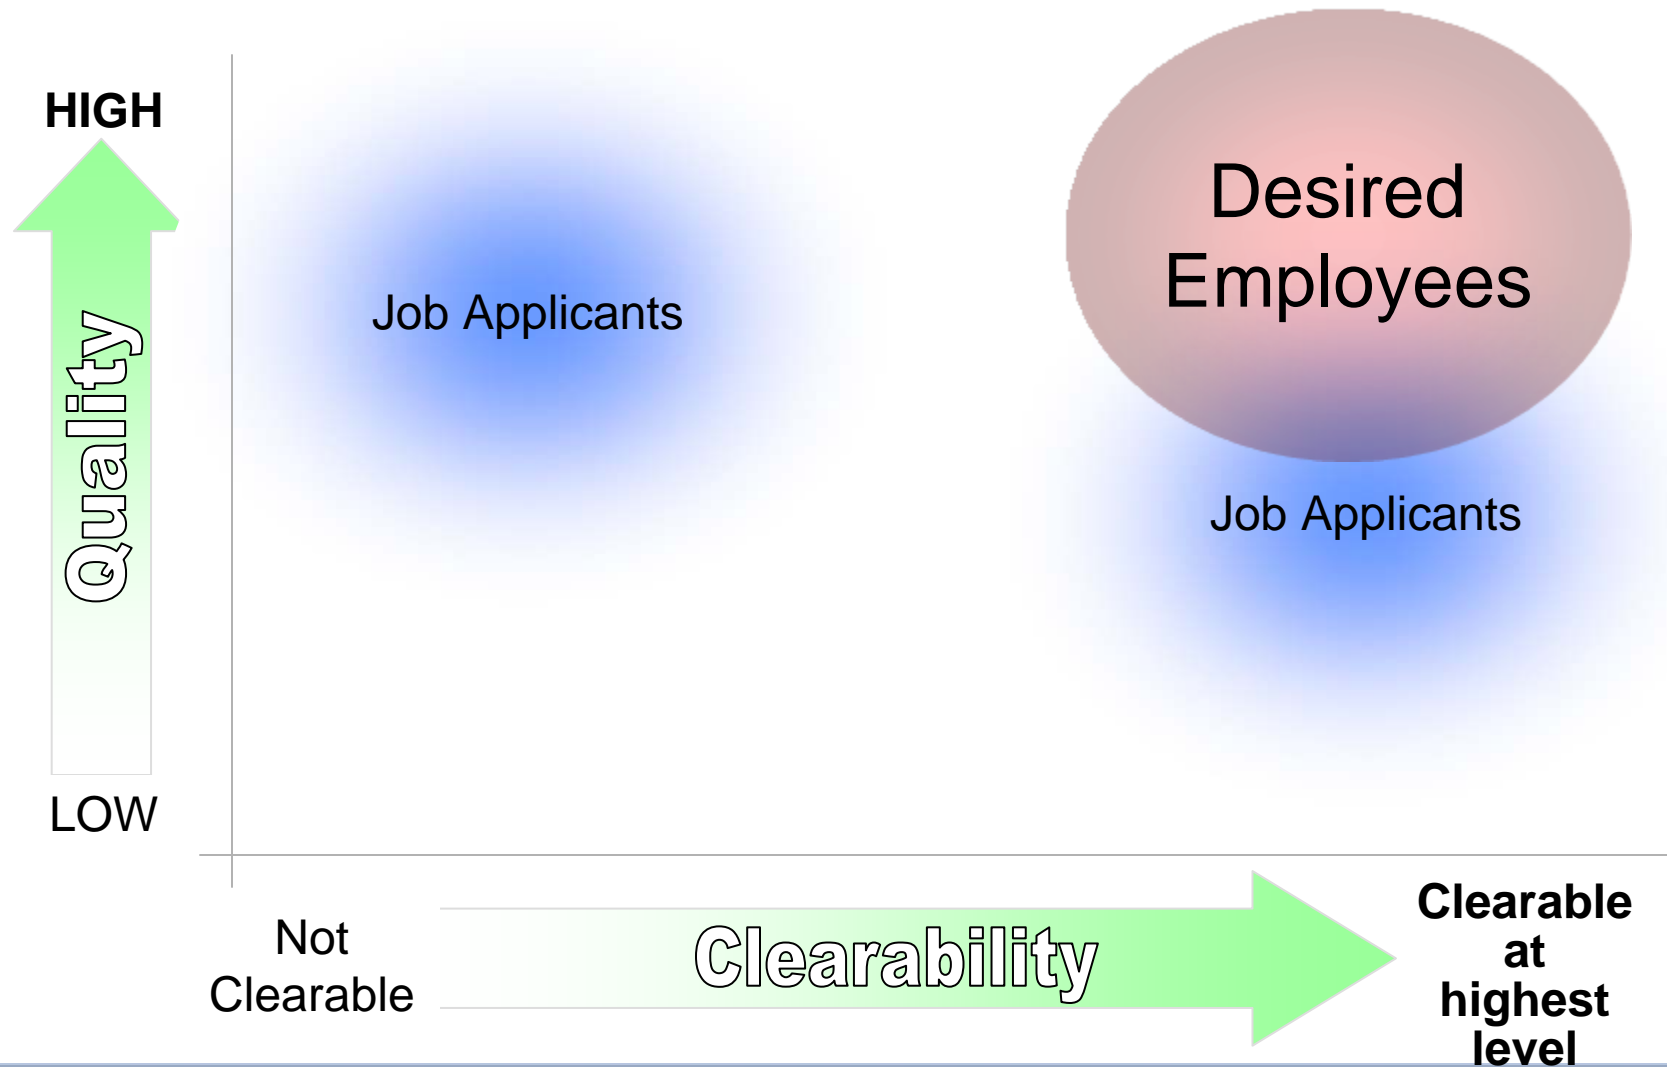 HIGH
Quality
LOW
Job Applicants
Desired
Employees
Job Applicants
Not
Clearable
Clearability
Clearable
at
highest
level